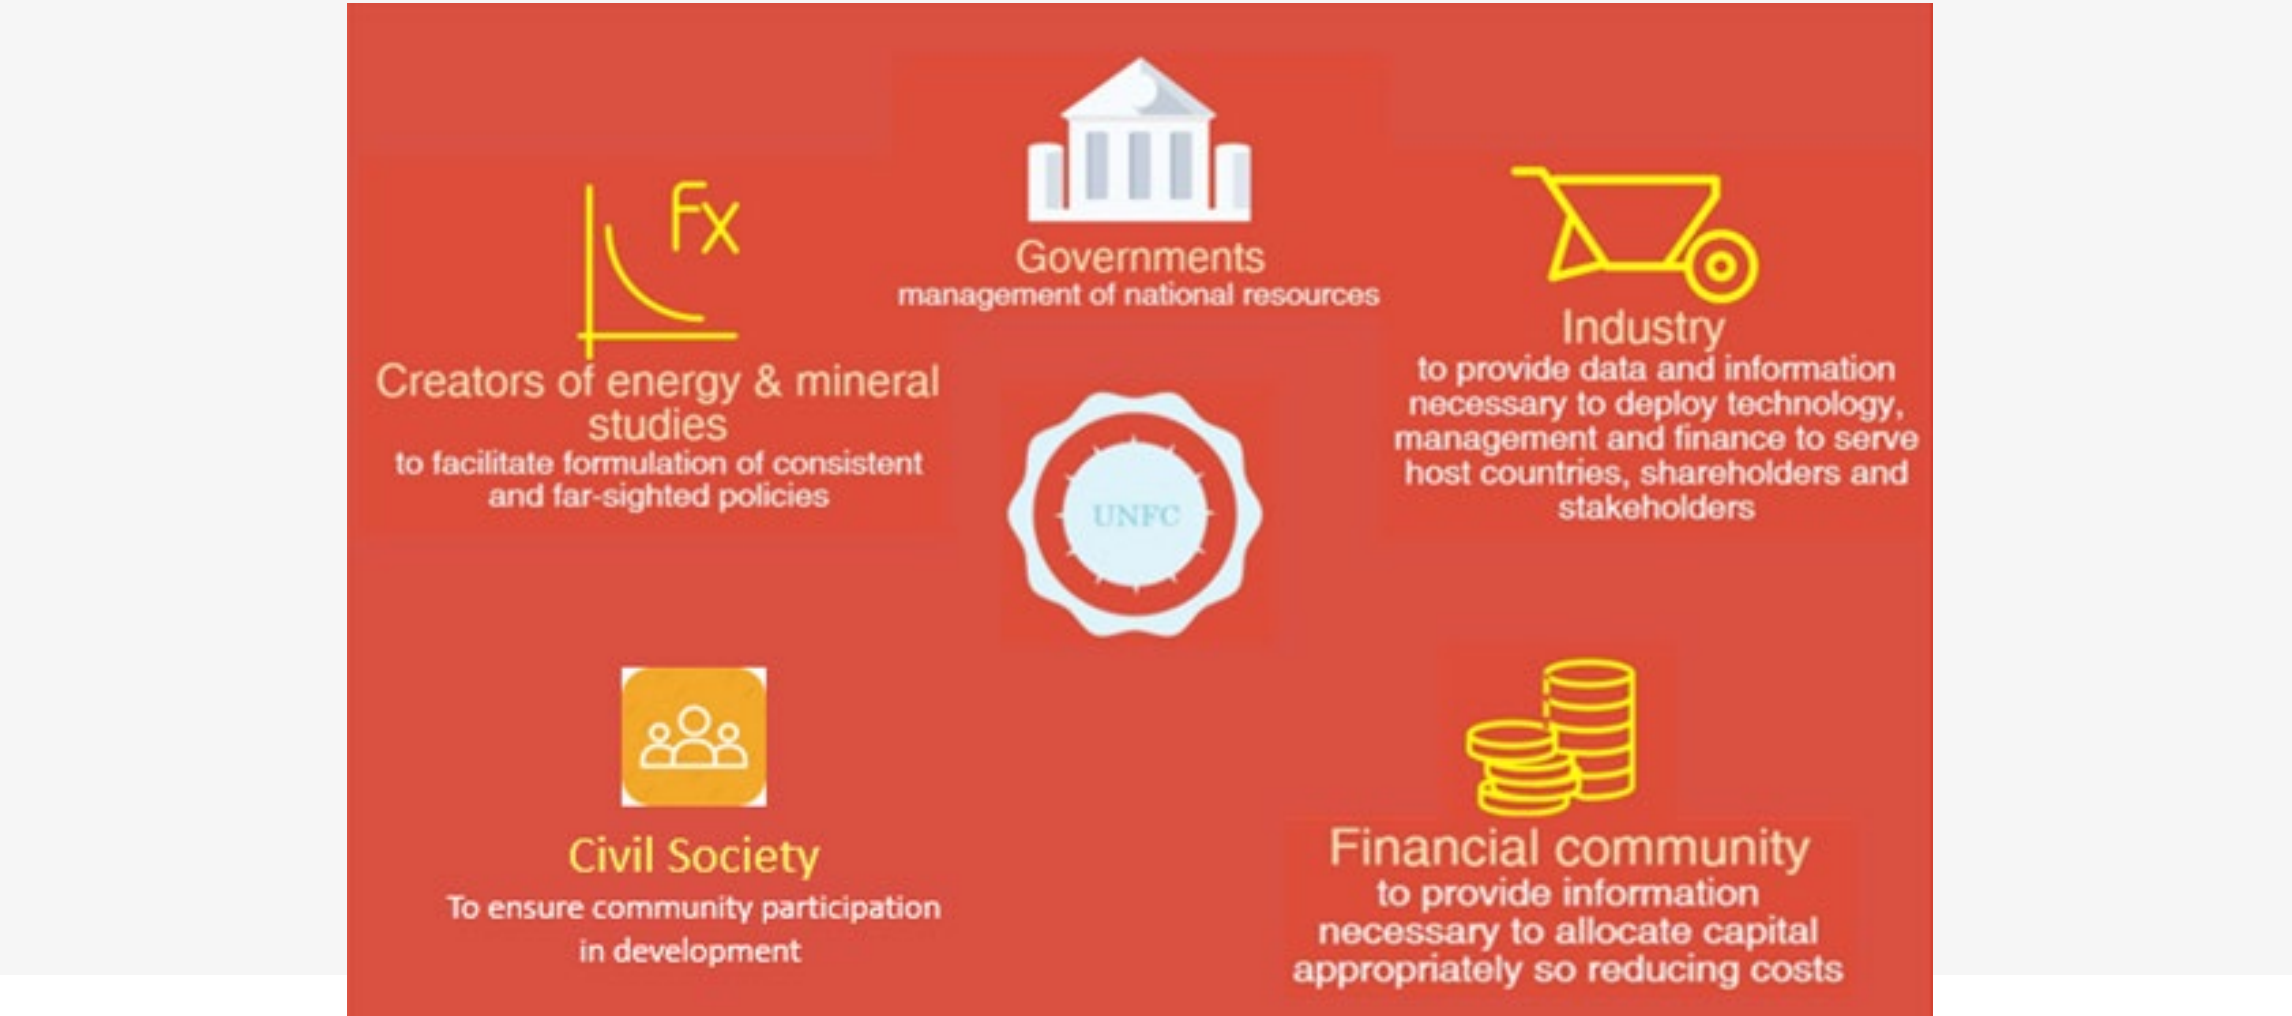 Fx
Governments
management of national resources
Creators of energy & mineral
studies
to facilitate formulation of consistent
and far-sighted policies
Industry
to provide data and information
necessary to deploy technology,
management and finance to serve
host countries, shareholders and
stakeholders
UNFC
Civil Society
To ensure community participation
in development
Financial community
to provide information
necessary to allocate capital
appropriately so reducing costs